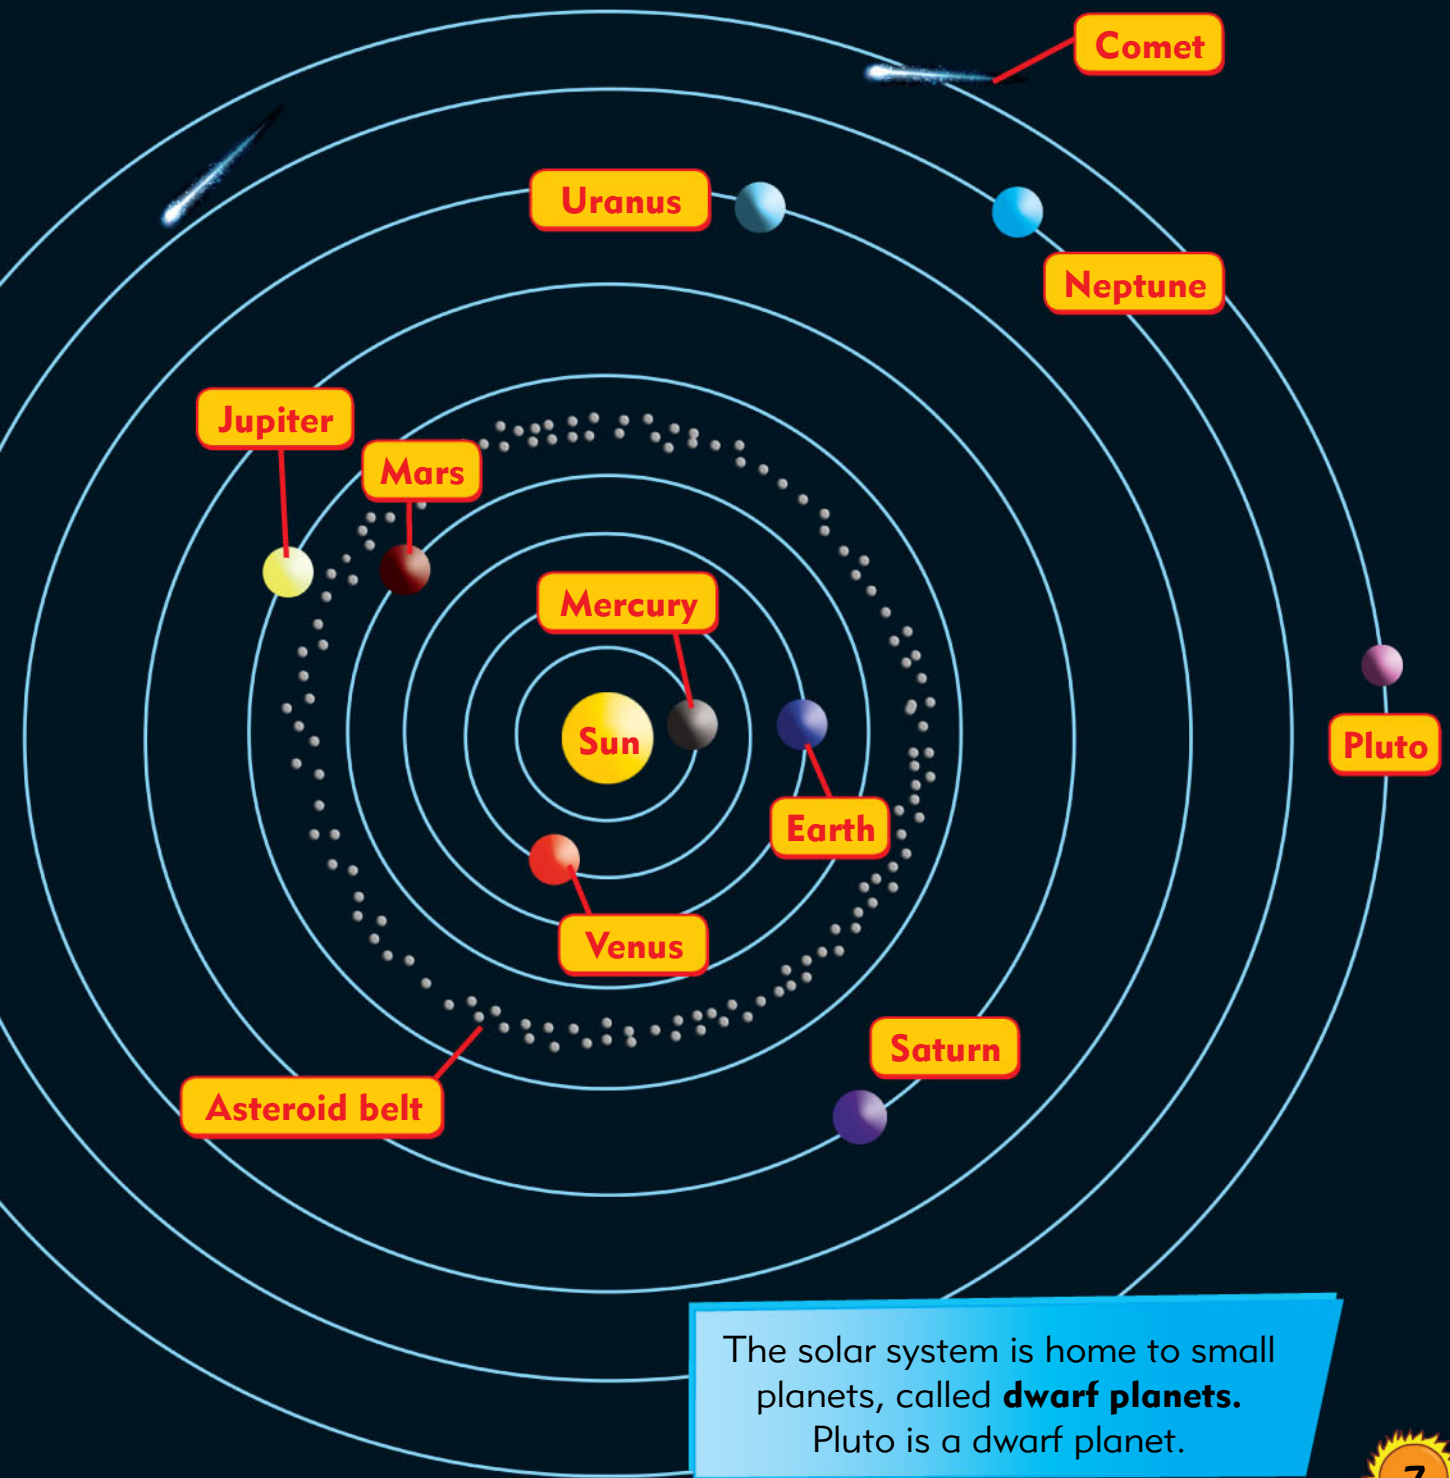 Comet
Uranus
Neptune
Jupiter
Mars
Mercury
Sun
Pluto
Earth
Venus
Saturn
Asteroid belt
The solar system is home to small
planets, called dwarf planets.
Pluto is a dwarf planet.
7